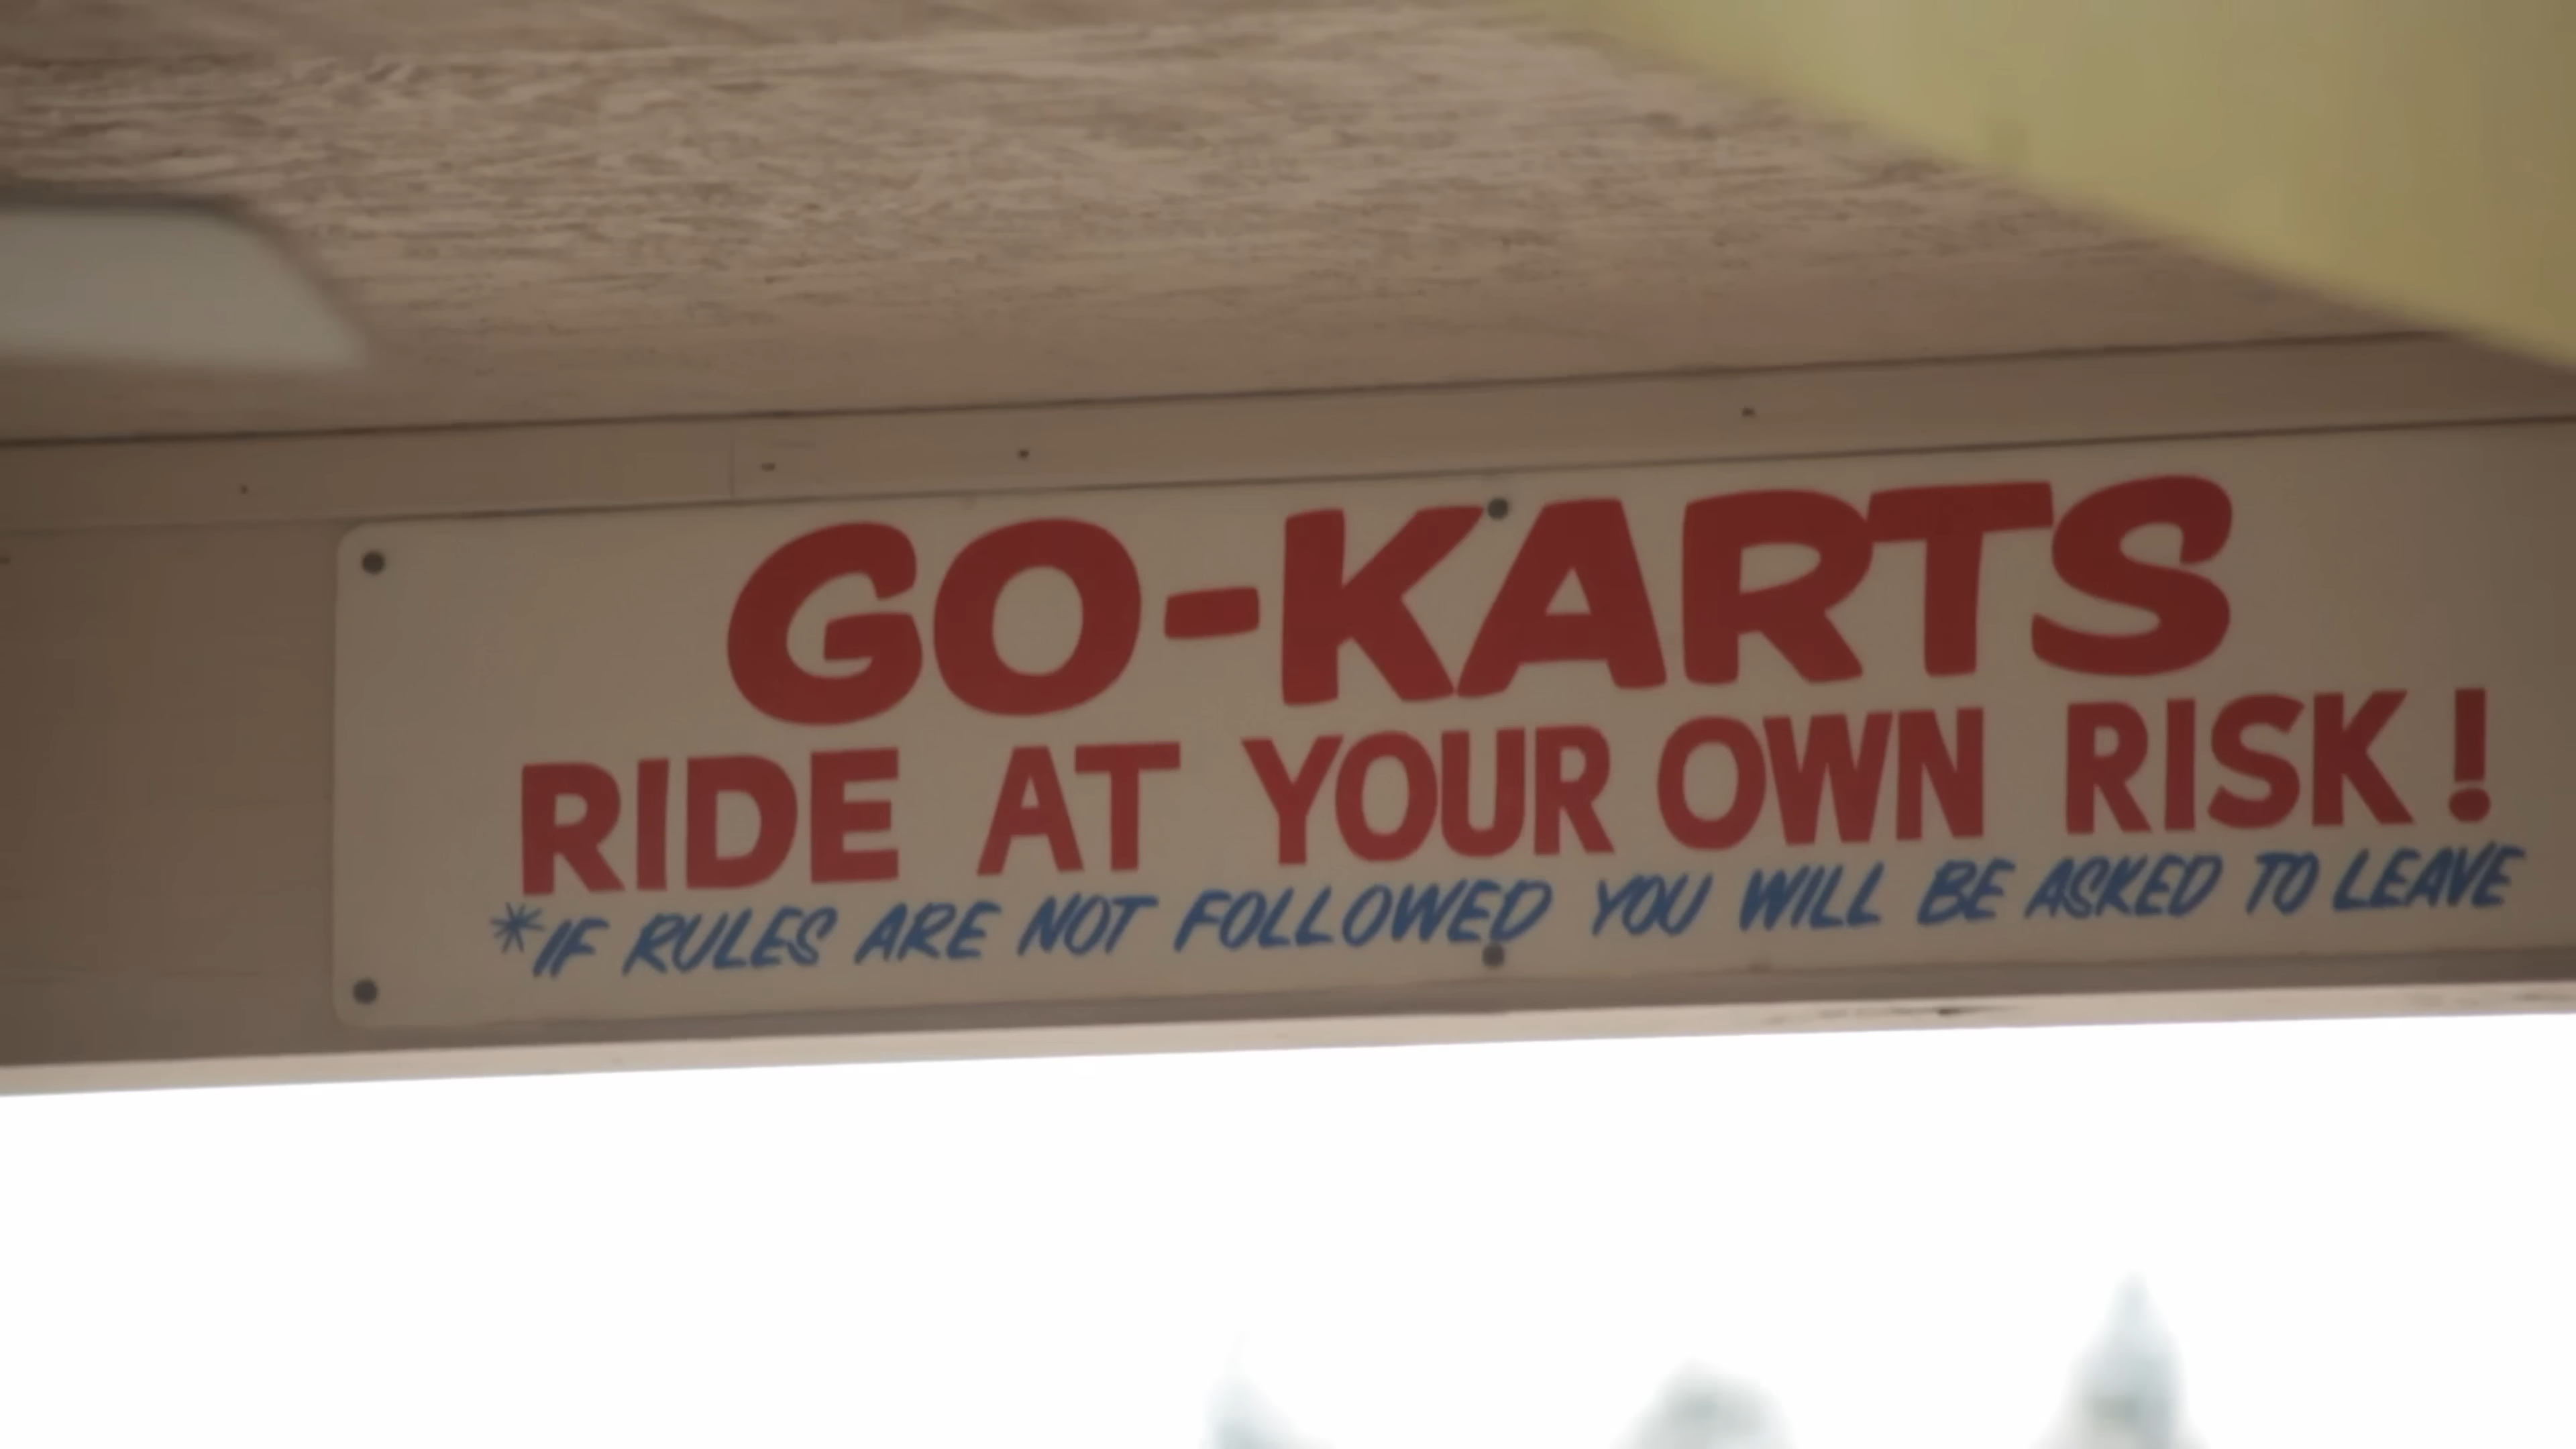 GO-KARTS
RIDE AT YOUR OWN RISK!
*IF RULES ARE NOT FOLLOWED YOU WILL BE ASKED TO LEAVE